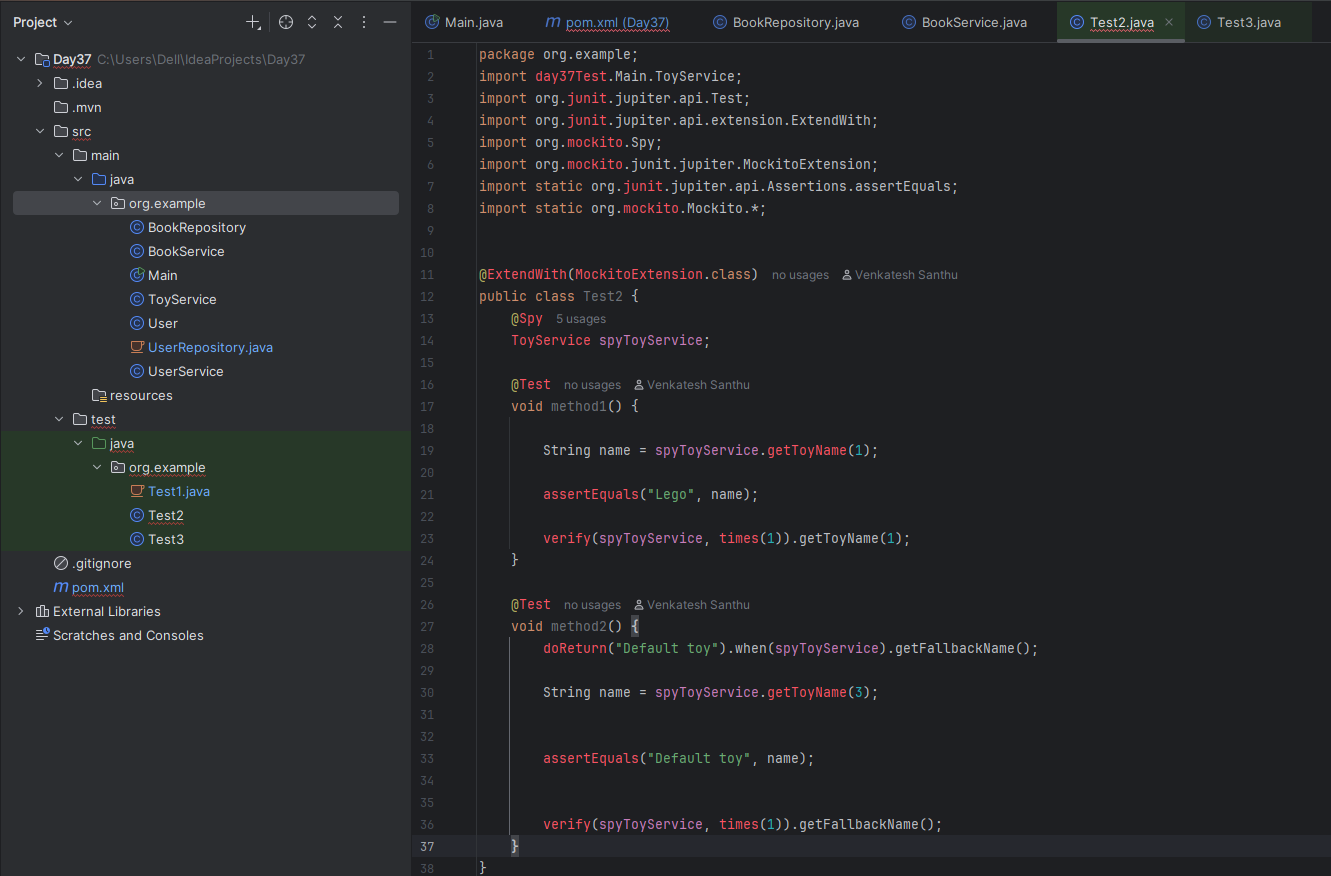 Project
Day37 C:\Users\Dell\IdeaProjects\Day37
.idea
.mvn
src
main
java
org.example
BookRepository
BookService
Main
ToyService
User
UserRepository.java
UserService
resources
test
java
org.example
Test1.java
Test2
Test3
.gitignore
pom.xml
External Libraries
Scratches and Consoles
Main.java pom.xml (Day37) BookRepository.java BookService.java Test2.java Test3.java
1 package org.example;
2 import day37Test.Main.ToyService;
3 import org.junit.jupiter.api.Test;
4 import org.junit.jupiter.api.extension.ExtendWith;
5 import org.mockito.Spy;
6 import org.mockito.junit.jupiter.MockitoExtension;
7 import static org.junit.jupiter.api.Assertions.assertEquals;
8 import static org.mockito.Mockito.*;
9
10
11 @ExtendWith(MockitoExtension.class) no usages Venkatesh Santhu
12 public class Test2 {
13 @Spy 5 usages
14 ToyService spyToyService;
15
16 @Test no usages Venkatesh Santhu
17 void method1() {
18
19 String name = spyToyService.getToyName(1);
20
21 assertEquals("Lego", name);
22
23 verify(spyToyService, times(1)).getToyName(1);
24 }
25
26 @Test no usages Venkatesh Santhu
27 void method2() {
28 doReturn("Default toy").when(spyToyService).getFallbackName();
29
30 String name = spyToyService.getToyName(3);
31
32
33 assertEquals("Default toy", name);
34
35
36 verify(spyToyService, times(1)).getFallbackName();
37 }
38 }